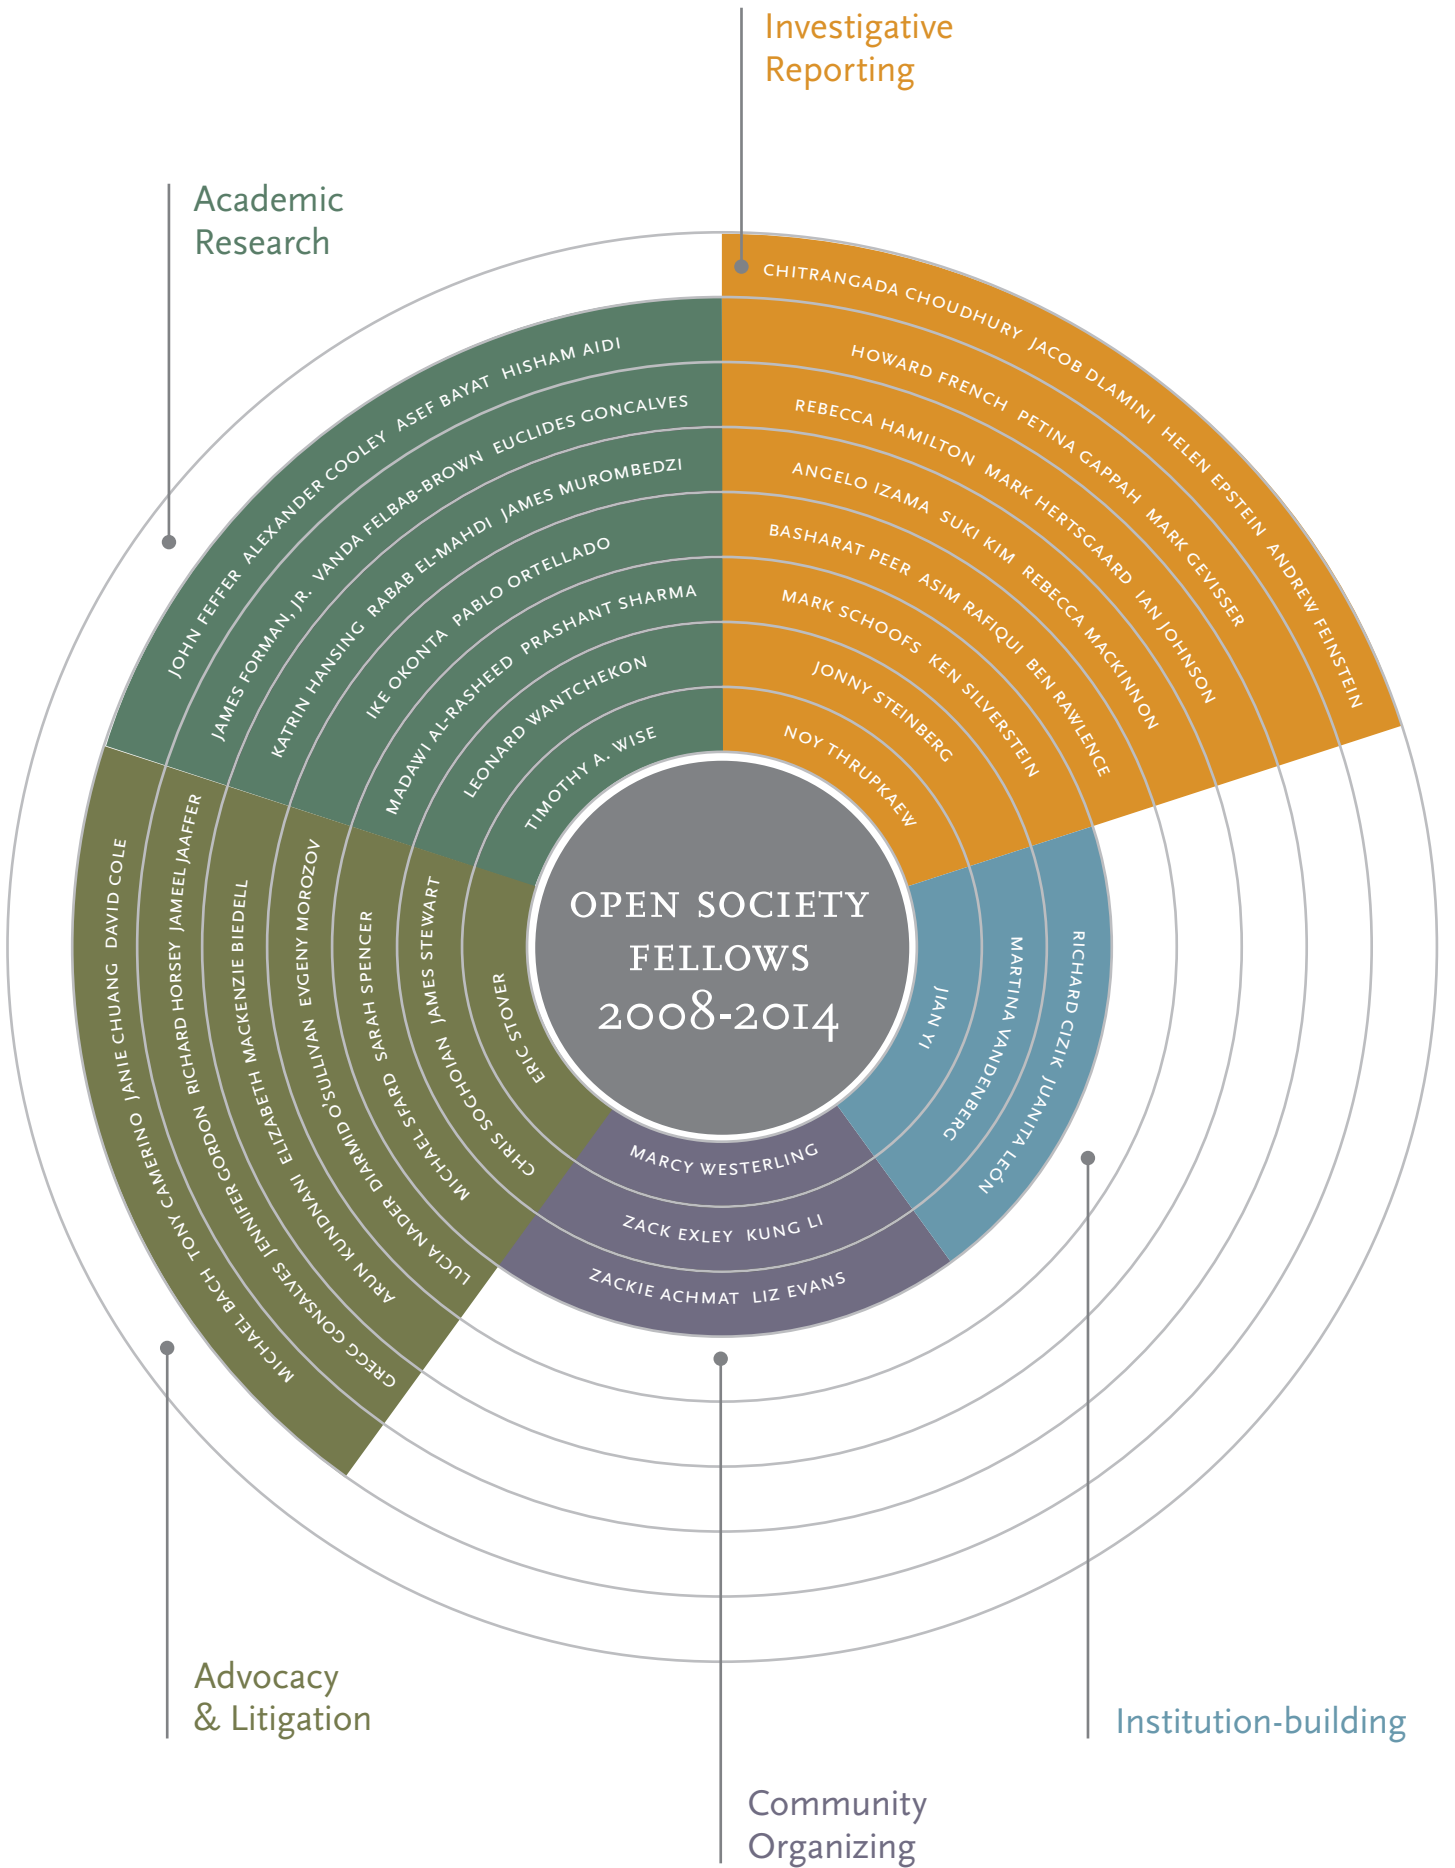 Investigative
Reporting
Academic
Research
CHITRANGADA CHOUDHURY JACOB DLAMINI HELEN EPSTEIN ANDREW FEINSTEIN
HOWARD FRENCH PETINA GAPPAH MARK GEVISSER
REBECCA HAMILTON MARK HERTSGAARD IAN JOHNSON
ANGELO IZAMA SUKI KIM REBECCA MACKINNON
BASHARAT PEER ASIM RAFIQUI BEN RAWLENCE
MARK SCHOOFS KEN SILVERSTEIN
JONNY STEINBERG
NOY THRUPKAEW
JOHN FEFFER ALEXANDER COOLEY ASEF BAYAT HISHAM AIDI
JAMES FORMAN, JR. VANDA FELBAB-BROWN EUCLIDES GONCALVES
KATRIN HANSING RABAB EL-MAHDI JAMES MUROMBEDZI
IKE OKONTA PABLO ORTELLADO
MADAWI AL-RASHEED PRASHANT SHARMA
LEONARD WANTCHEKON
TIMOTHY A. WISE
OPEN SOCIETY
FELLOWS
2008-2014
MICHAEL BACH TONY CAMERINO JANIE CHUANG DAVID COLE
GREGG GONSALVES JENNIFER GORDON RICHARD HORSEY JAMEEL JAAFFER
ARUN KUNDNANI ELIZABETH MACKENZIE BIEDELL
LUCIA NADER DIARMID O'SULLIVAN EVGENY MOROZOV
MICHAEL SFARD SARAH SPENCER
CHRIS SOGHOIAN JAMES STEWART
ERIC STOVER
RICHARD CIZIK JUANITA LEÓN
MARTINA VANDENBERG
JIAN YI
MARCY WESTERLING
ZACK EXLEY KUNG LI
ZACKIE ACHMAT LIZ EVANS
Advocacy
& Litigation
Institution-building
Community
Organizing